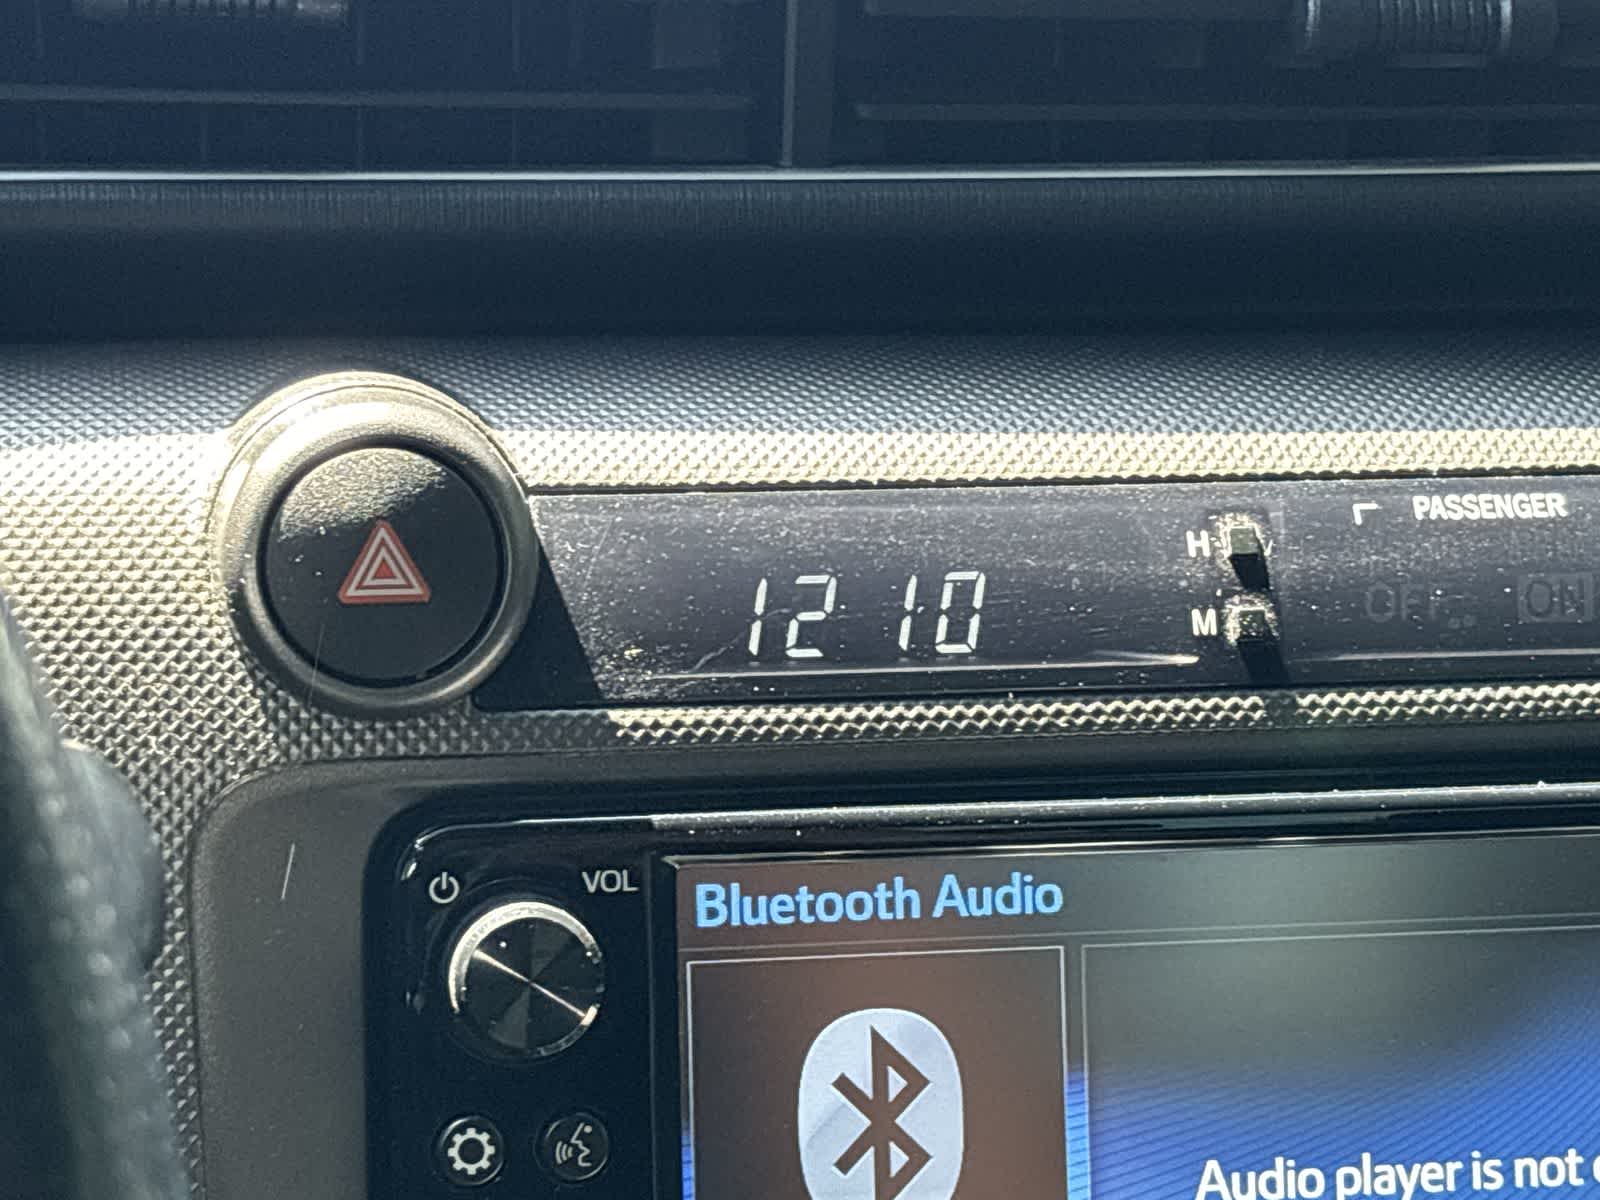 PASSENGER
H
12 10
OFF
ON
M
VOL
Bluetooth Audio
Audio player is not